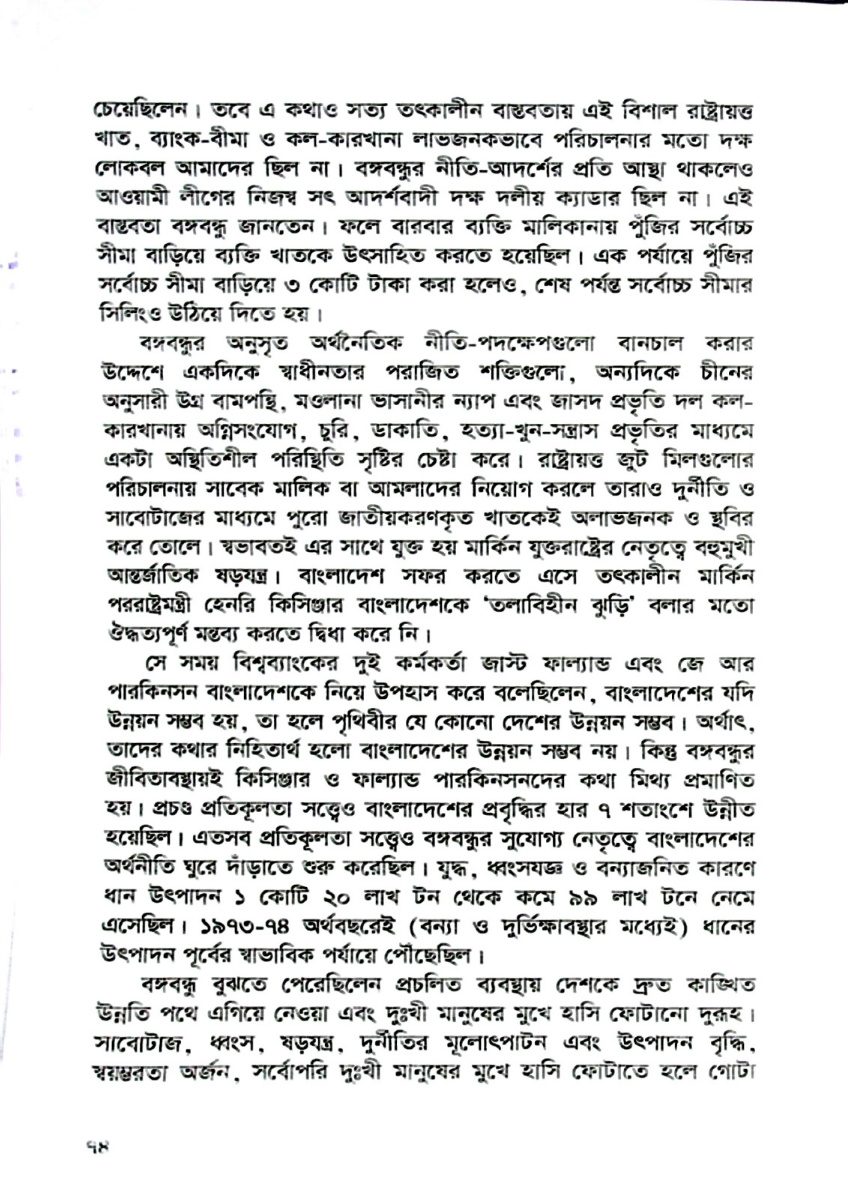 চেয়েছিলেন। তবে এ কথাও সত্য তৎকালীন বাস্তবতায় এই বিশাল রাষ্ট্রায়ত্ত
খাত, ব্যাংক-বীমা ও কল-কারখানা লাভজনকভাবে পরিচালনার মতো দক্ষ
লোকবল আমাদের ছিল না। বঙ্গবন্ধুর নীতি-আদর্শের প্রতি আস্থা থাকলেও
আওয়ামী লীগের নিজস্ব সৎ আদর্শবাদী দক্ষ দলীয় ক্যাডার ছিল না। এই
বাস্তবতা বঙ্গবন্ধু জানতেন। ফলে বারবার ব্যক্তি মালিকানায় পুঁজির সর্বোচ্চ
সীমা বাড়িয়ে ব্যক্তি খাতকে উৎসাহিত করতে হয়েছিল। এক পর্যায়ে পুঁজির
সর্বোচ্চ সীমা বাড়িয়ে ৩ কোটি টাকা করা হলেও, শেষ পর্যন্ত সর্বোচ্চ সীমার
সিলিংও উঠিয়ে দিতে হয়।
বঙ্গবন্ধুর অনুসৃত অর্থনৈতিক নীতি-পদক্ষেপগুলো বানচাল করার
উদ্দেশে একদিকে স্বাধীনতার পরাজিত শক্তিগুলো, অন্যদিকে চীনের
অনুসারী উগ্র বামপন্থি, মওলানা ভাসানীর ন্যাপ এবং জাসদ প্রভৃতি দল কল-
কারখানায় অগ্নিসংযোগ, চুরি, ডাকাতি, হত্যা-খুন-সন্ত্রাস প্রভৃতির মাধ্যমে
একটা অস্থিতিশীল পরিস্থিতি সৃষ্টির চেষ্টা করে। রাষ্ট্রায়ত্ত জুট মিলগুলোর
পরিচালনায় সাবেক মালিক বা আমলাদের নিয়োগ করলে তারাও দুর্নীতি ও
সাবোটাজের মাধ্যমে পুরো জাতীয়করণকৃত খাতকেই অলাভজনক ও স্থবির
করে তোলে। স্বভাবতই এর সাথে যুক্ত হয় মার্কিন যুক্তরাষ্ট্রের নেতৃত্বে বহুমুখী
আন্তর্জাতিক ষড়যন্ত্র। বাংলাদেশ সফর করতে এসে তৎকালীন মার্কিন
পররাষ্ট্রমন্ত্রী হেনরি কিসিঞ্জার বাংলাদেশকে ‘তলাবিহীন ঝুড়ি’ বলার মতো
ঔদ্ধত্যপূর্ণ মন্তব্য করতে দ্বিধা করে নি।
সে সময় বিশ্বব্যাংকের দুই কর্মকর্তা জাস্ট ফাল্যান্ড এবং জে আর
পারকিনসন বাংলাদেশকে নিয়ে উপহাস করে বলেছিলেন, বাংলাদেশের যদি
উন্নয়ন সম্ভব হয়, তা হলে পৃথিবীর যে কোনো দেশের উন্নয়ন সম্ভব। অর্থাৎ,
তাদের কথার নিহিতার্থ হলো বাংলাদেশের উন্নয়ন সম্ভব নয়। কিন্তু বঙ্গবন্ধুর
জীবিতাবস্থায়ই কিসিঞ্জার ও ফাল্যান্ড পারকিনসনদের কথা মিথ্য প্রমাণিত
হয়। প্রচণ্ড প্রতিকূলতা সত্ত্বেও বাংলাদেশের প্রবৃদ্ধির হার ৭ শতাংশে উন্নীত
হয়েছিল। এতসব প্রতিকূলতা সত্ত্বেও বঙ্গবন্ধুর সুযোগ্য নেতৃত্বে বাংলাদেশের
অর্থনীতি ঘুরে দাঁড়াতে শুরু করেছিল। যুদ্ধ, ধ্বংসযজ্ঞ ও বন্যাজনিত কারণে
ধান উৎপাদন ১ কোটি ২০ লাখ টন থেকে কমে ৯৯ লাখ টনে নেমে
এসেছিল। ১৯৭৩-৭৪ অর্থবছরেই (বন্যা ও দুর্ভিক্ষাবস্থার মধ্যেই) ধানের
উৎপাদন পূর্বের স্বাভাবিক পর্যায়ে পৌঁছেছিল।
বঙ্গবন্ধু বুঝতে পেরেছিলেন প্রচলিত ব্যবস্থায় দেশকে দ্রুত কাঙ্খিত
উন্নতি পথে এগিয়ে নেওয়া এবং দুঃখী মানুষের মুখে হাসি ফোটানো দুরূহ।
সাবোটাজ, ধ্বংস, ষড়যন্ত্র, দুর্নীতির মূলোৎপাটন এবং উৎপাদন বৃদ্ধি,
স্বয়ম্ভরতা অর্জন, সর্বোপরি দুঃখী মানুষের মুখে হাসি ফোটাতে হলে গোটা
৭৪